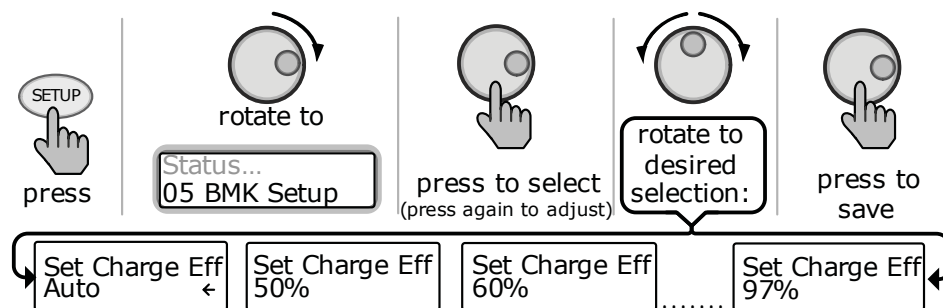 SETUP
press
rotate to
Status...
05 BMK Setup
press to select
(press again to adjust)
rotate to
desired
selection:
press to
save
Set Charge Eff
Auto ←
Set Charge Eff
50%
Set Charge Eff
60%
.......
Set Charge Eff
97%